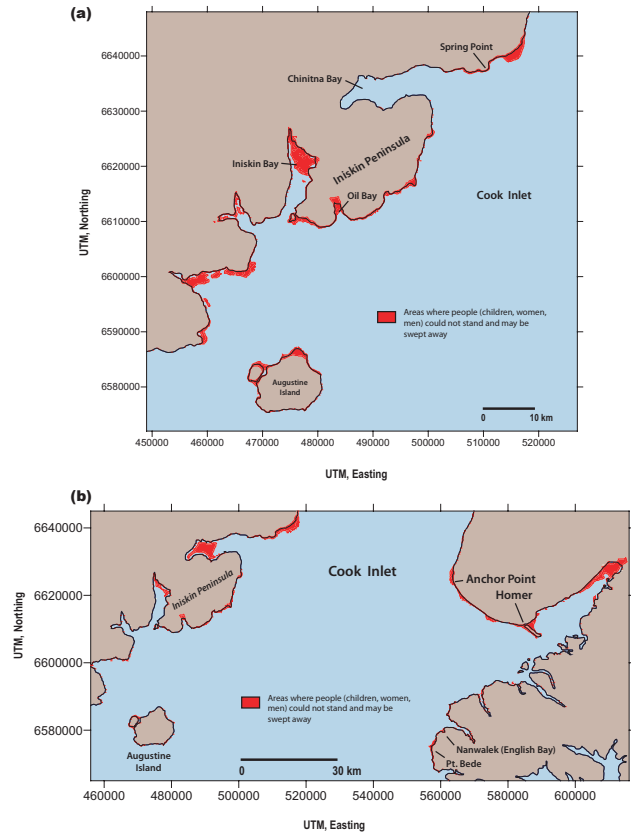 (a)
6640000
6630000
6620000
6610000
6600000
6590000
6580000
UTM, Northing
Spring Point
Chinitna Bay
Iniskin Bay
Iniskin Peninsula
Oil Bay
Cook Inlet
Areas where people (children, women,
men) could not stand and may be
swept away
Augustine
Island
0 10 km
450000 460000 470000 480000 490000 500000 510000 520000
UTM, Easting
(b)
6640000
6620000
6600000
6580000
UTM, Northing
Iniskin Peninsula
Cook Inlet
Anchor Point
Homer
Areas where people (children, women,
men) could not stand and may be
swept away
Augustine
Island
0 30 km
Nanwalek (English Bay)
Pt. Bede
460000 480000 500000 520000 540000 560000 580000 600000
UTM, Easting